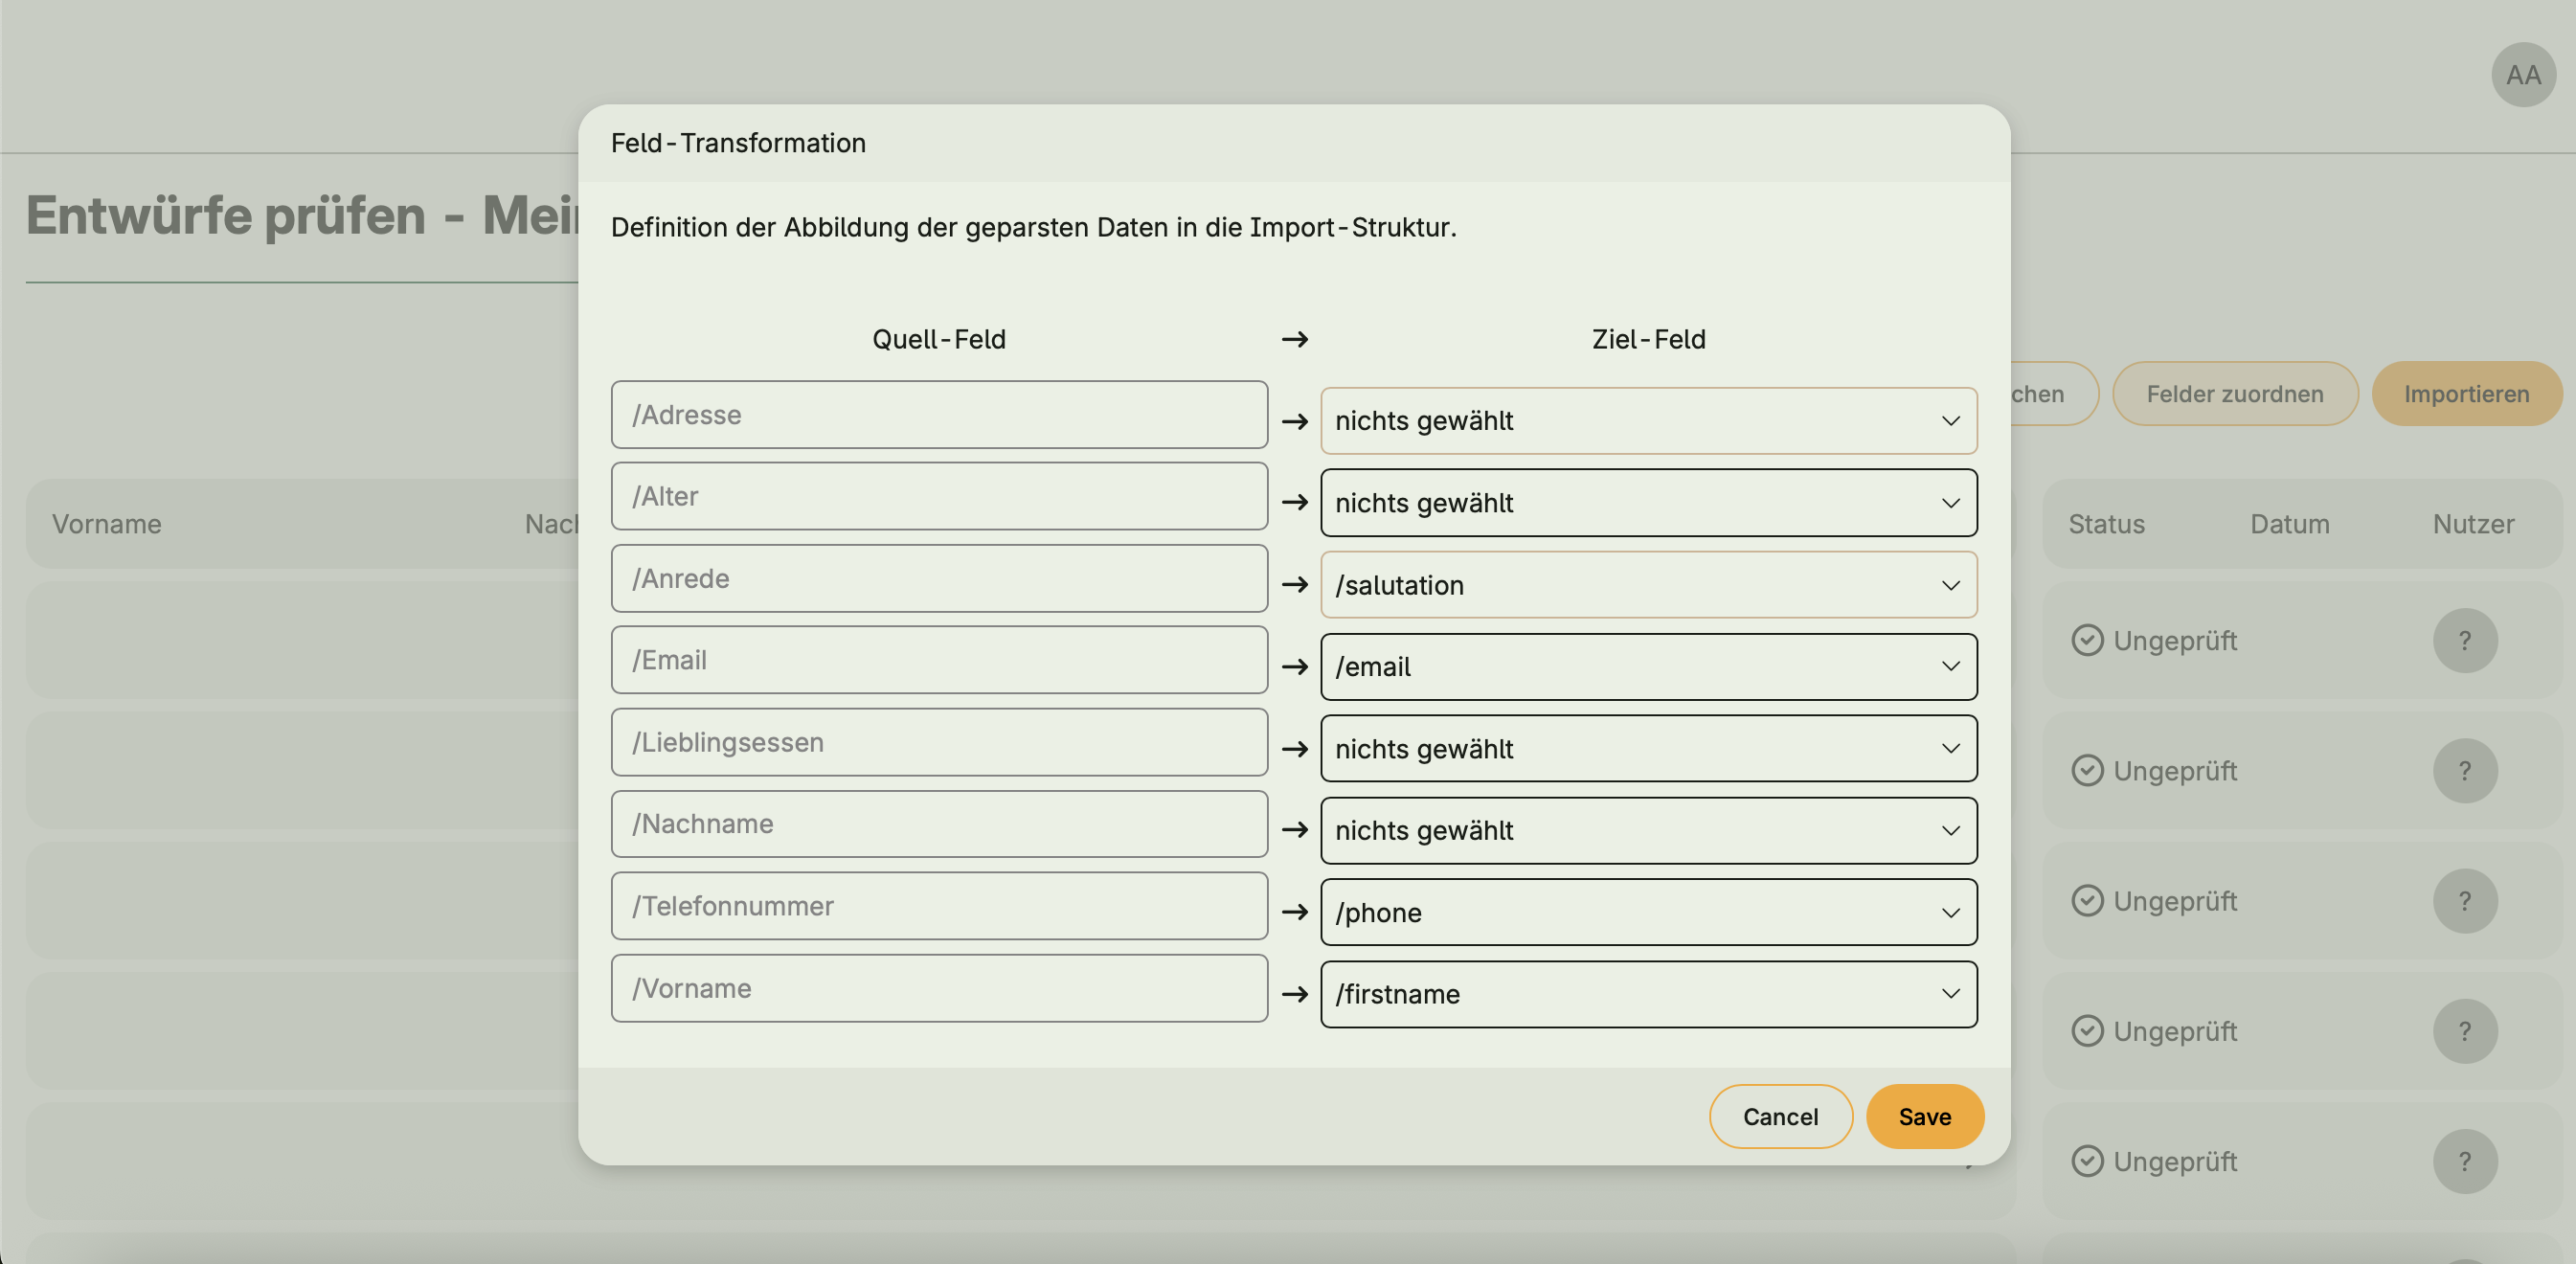 AA
Feld-Transformation
Entwürfe prüfen - Mein
Definition der Abbildung der geparsten Daten in die Import-Struktur.
Quell-Feld → Ziel-Feld
chen Felder zuordnen Importieren
/Adresse → nichts gewählt
/Alter → nichts gewählt
Vorname Nach Status Datum Nutzer
/Anrede → /salutation
/Email → /email
Ungeprüft ?
/Lieblingsessen → nichts gewählt
Ungeprüft ?
/Nachname → nichts gewählt
/Telefonnummer → /phone
Ungeprüft ?
/Vorname → /firstname
Ungeprüft ?
Cancel Save
Ungeprüft ?